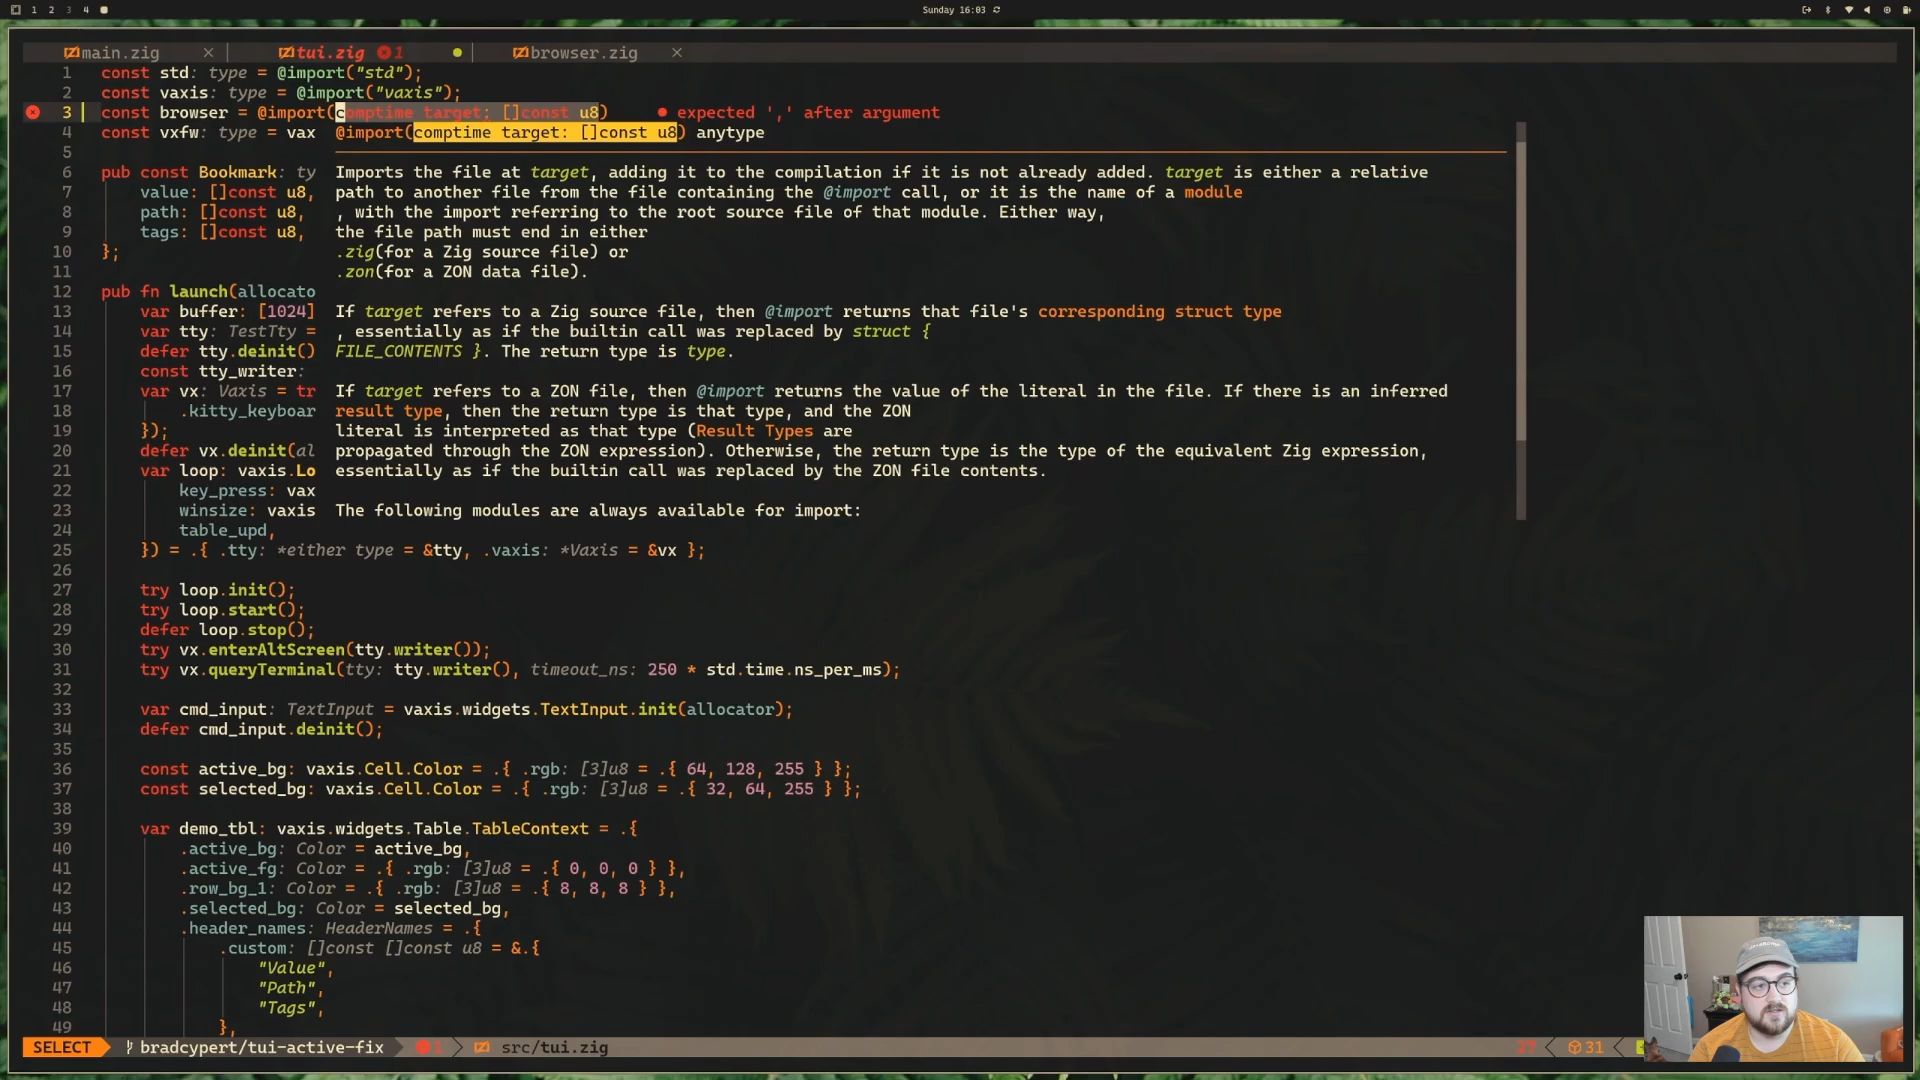 1 2 3 4
Sunday 16:03
main.zig
tui.zig 1
browser.zig
1 const std: type = @import("std");
2 const vaxis: type = @import("vaxis");
3 const browser = @import(comptime target: []const u8) expected ',' after argument
4 const vxfw: type = vax @import(comptime target: []const u8) anytype
5
6 pub const Bookmark: ty Imports the file at target, adding it to the compilation if it is not already added. target is either a relative
7 value: []const u8, path to another file from the file containing the @import call, or it is the name of a module
8 path: []const u8, , with the import referring to the root source file of that module. Either way,
9 tags: []const u8, the file path must end in either
10 }; .zig(for a Zig source file) or
11 .zon(for a ZON data file).
12 pub fn launch(allocato
13 var buffer: [1024] If target refers to a Zig source file, then @import returns that file's corresponding struct type
14 var tty: TestTty = , essentially as if the builtin call was replaced by struct {
15 defer tty.deinit() FILE_CONTENTS }. The return type is type.
16 const tty_writer:
17 var vx: Vaxis = tr If target refers to a ZON file, then @import returns the value of the literal in the file. If there is an inferred
18 .kitty_keyboar result type, then the return type is that type, and the ZON
19 }); literal is interpreted as that type (Result Types are
20 defer vx.deinit(al propagated through the ZON expression). Otherwise, the return type is the type of the equivalent Zig expression,
21 var loop: vaxis.Lo essentially as if the builtin call was replaced by the ZON file contents.
22 key_press: vax
23 winsize: vaxis The following modules are always available for import:
24 table_upd,
25 }) = .{ .tty: *either type = &tty, .vaxis: *Vaxis = &vx };
26
27 try loop.init();
28 try loop.start();
29 defer loop.stop();
30 try vx.enterAltScreen(tty.writer());
31 try vx.queryTerminal(tty: tty.writer(), timeout_ns: 250 * std.time.ns_per_ms);
32
33 var cmd_input: TextInput = vaxis.widgets.TextInput.init(allocator);
34 defer cmd_input.deinit();
35
36 const active_bg: vaxis.Cell.Color = .{ .rgb: [3]u8 = .{ 64, 128, 255 } };
37 const selected_bg: vaxis.Cell.Color = .{ .rgb: [3]u8 = .{ 32, 64, 255 } };
38
39 var demo_tbl: vaxis.widgets.Table.TableContext = .{
40 .active_bg: Color = active_bg,
41 .active_fg: Color = .{ .rgb: [3]u8 = .{ 0, 0, 0 } },
42 .row_bg_1: Color = .{ .rgb: [3]u8 = .{ 8, 8, 8 } },
43 .selected_bg: Color = selected_bg,
44 .header_names: HeaderNames = .{
45 .custom: []const []const u8 = &.{
46 "Value",
47 "Path",
48 "Tags",
49 },
SELECT bradcypert/tui-active-fix 1 src/tui.zig 31